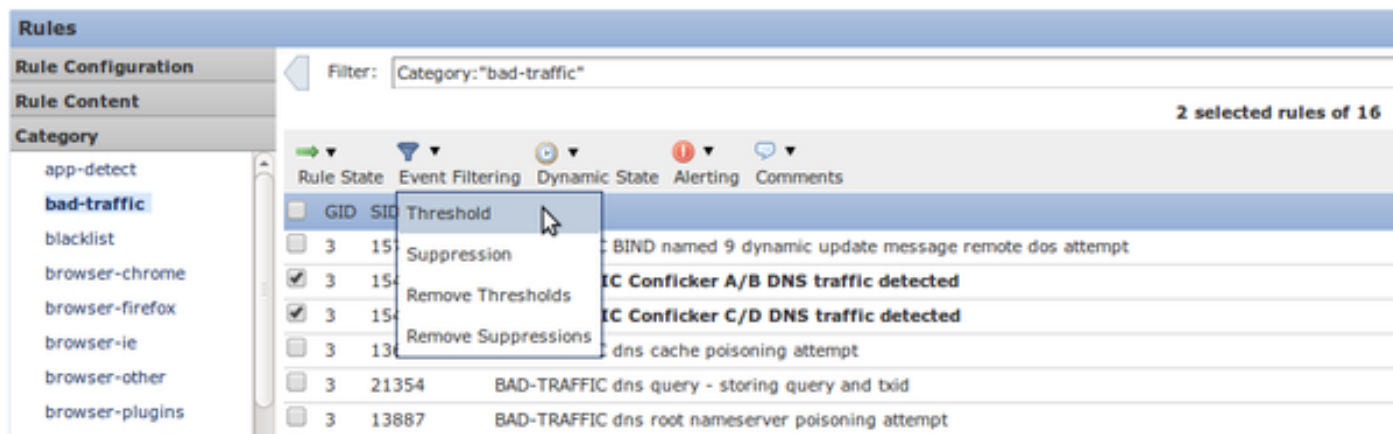 Rules
Rule Configuration
Rule Content
Category
app-detect
bad-traffic
blacklist
browser-chrome
browser-firefox
browser-ie
browser-other
browser-plugins
Filter: Category:"bad-traffic"
2 selected rules of 16
Rule State Event Filtering Dynamic State Alerting Comments
GID SID
Threshold
Suppression
Remove Thresholds
Remove Suppressions
3 BIND named 9 dynamic update message remote dos attempt
3 Conficker A/B DNS traffic detected
3 Conficker C/D DNS traffic detected
3 dns cache poisoning attempt
3 21354 BAD-TRAFFIC dns query - storing query and txid
3 13887 BAD-TRAFFIC dns root nameserver poisoning attempt